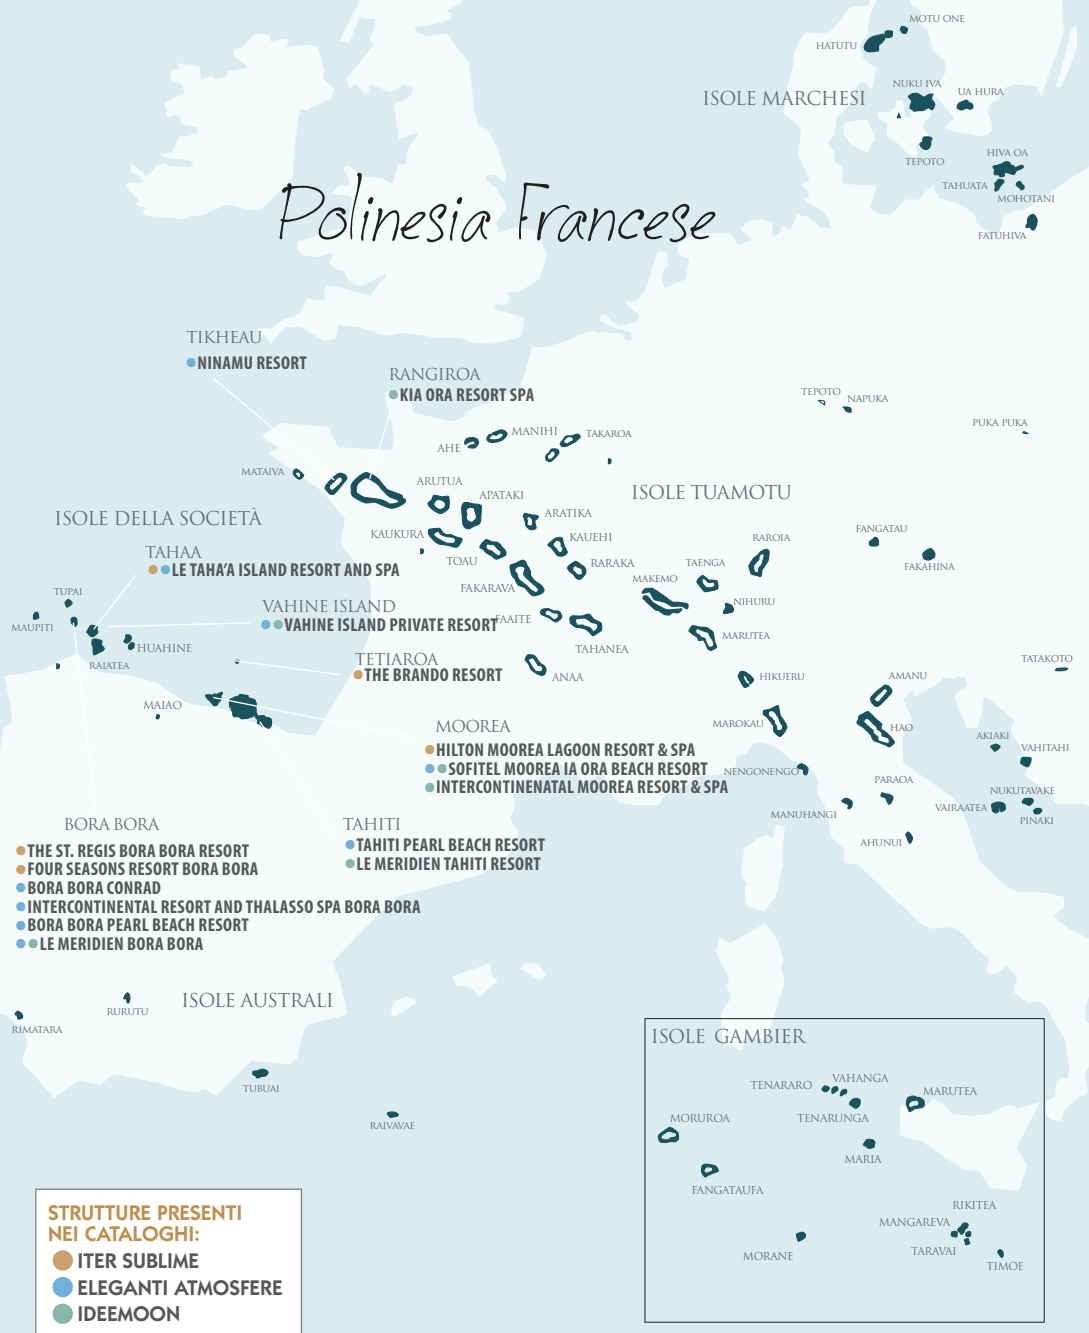 MOTU ONE
HATUTU
NUKU IVA
UA HURA
ISOLE MARCHESI
TEPOTO
HIVA OA
TAHUATA
MOHOTANI
FATUHIVA
Polinesia Francese
TIKHEAU
NINAMU RESORT
RANGIROA
KIA ORA RESORT SPA
TEPOTO
NAPUKA
PUKA PUKA
AHE
MANIHI
TAKAROA
MATAIVA
ARUTUA
APATAKI
ISOLE TUAMOTU
ISOLE DELLA SOCIETÀ
ARATIKA
KAUKURA
KAUEHI
TOAU
RARAKA
FAKARAVA
FANGATAU
FAKAHINA
RAROIA
TAENGA
MAKEMO
NIHURU
MARUTEA
TAHAA
LE TAHA'A ISLAND RESORT AND SPA
TUPAI
MAUPITI
VAHINE ISLAND
VAHINE ISLAND PRIVATE RESORT
FAAITE
TAHANEA
HUAHINE
RAIATEA
TETIAROA
THE BRANDO RESORT
ANAA
HIKUERU
AMANU
TATAKOTO
MAIAO
MAROKAU
HAO
AKIAKI
VAHITAHI
MOOREA
HILTON MOOREA LAGOON RESORT & SPA
SOFITEL MOOREA IA ORA BEACH RESORT
INTERCONTINENATAL MOOREA RESORT & SPA
NENGONENGO
PARAOA
NUKUTAVAKE
MANUHANGI
VAIRAATEA
PINAKI
AHUNUI
BORA BORA
THE ST. REGIS BORA BORA RESORT
FOUR SEASONS RESORT BORA BORA
BORA BORA CONRAD
INTERCONTINENTAL RESORT AND THALASSO SPA BORA BORA
BORA BORA PEARL BEACH RESORT
LE MERIDIEN BORA BORA
TAHITI
TAHITI PEARL BEACH RESORT
LE MERIDIEN TAHITI RESORT
ISOLE AUSTRALI
RURUTU
RIMATARA
TUBUAI
RAIVAVAE
ISOLE GAMBIER
TENARARO
VAHANGA
MARUTEA
MORUROA
TENARUNGA
MARIA
FANGATAUFA
RIKITEA
MANGAREVA
TARAVAI
MORANE
TIMOE
STRUTTURE PRESENTI
NEI CATALOGHI:
ITER SUBLIME
ELEGANTI ATMOSFERE
IDEEMOON